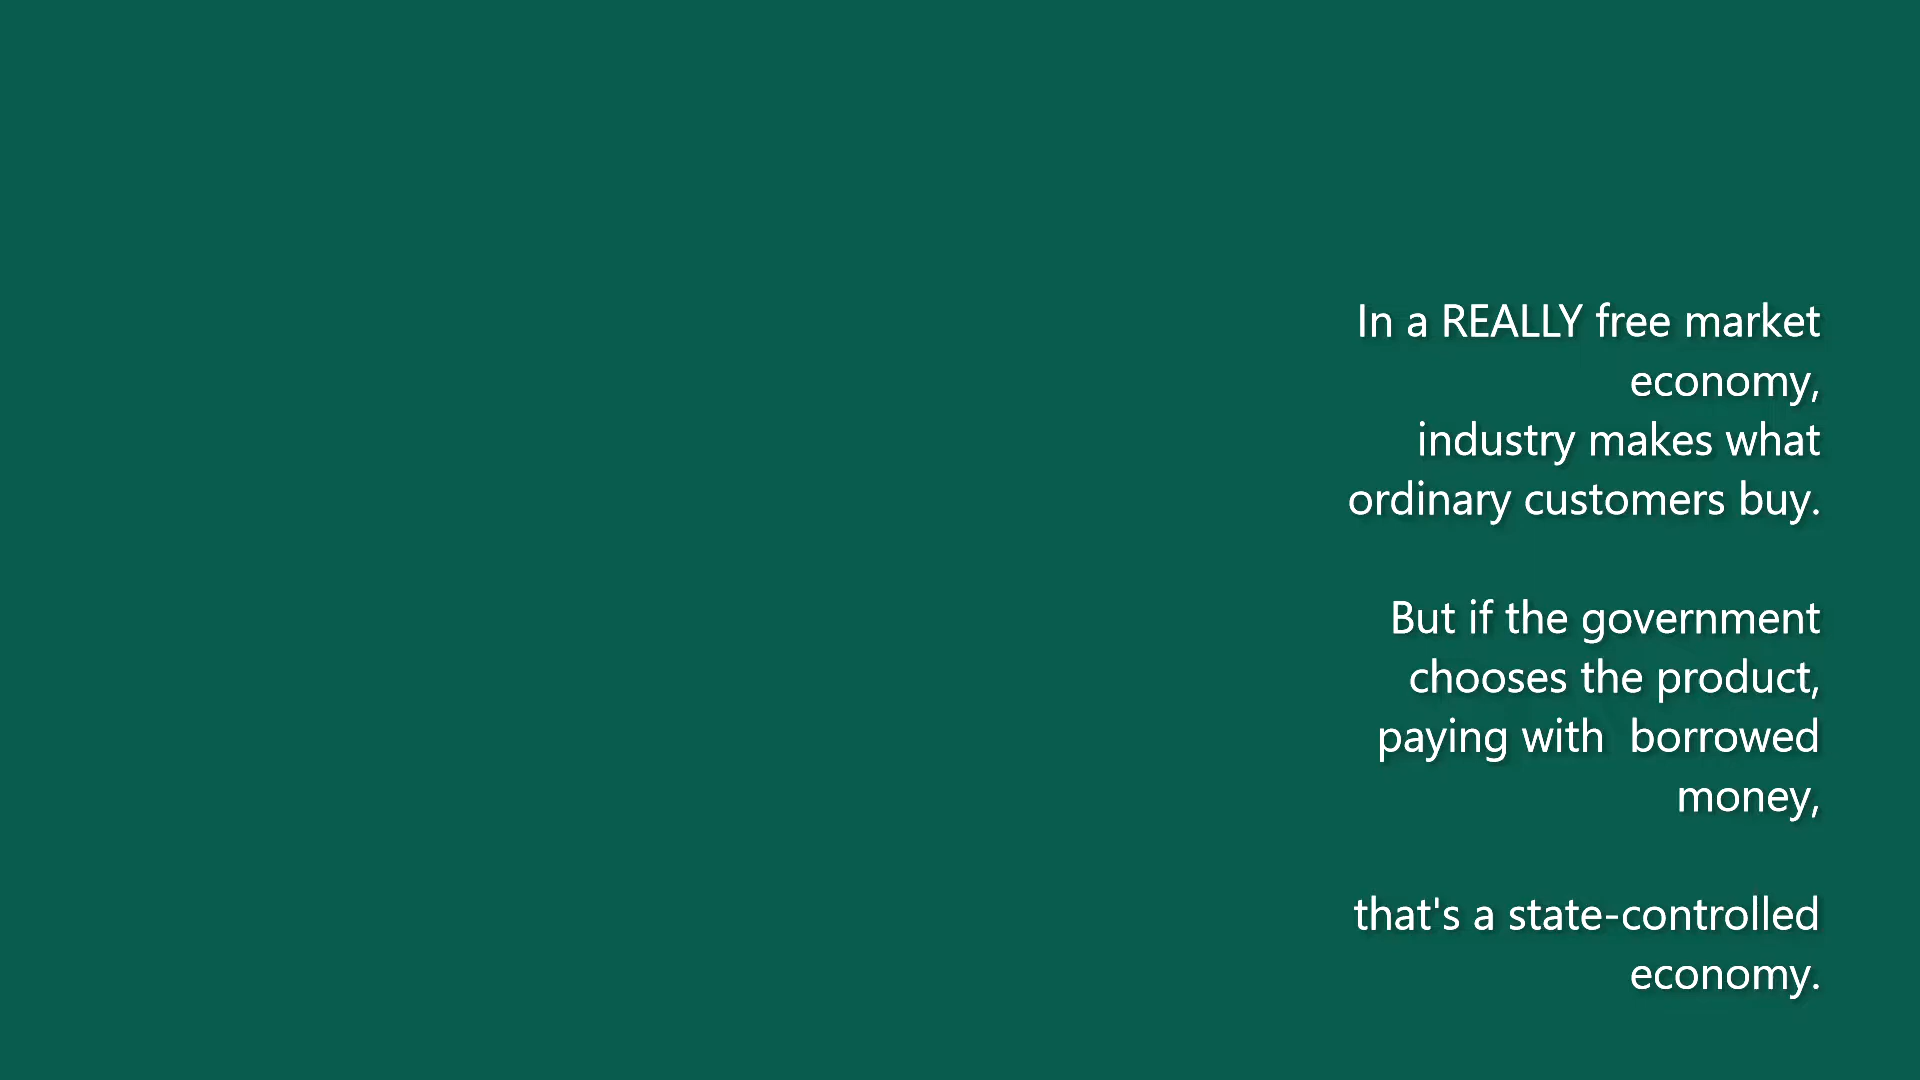 In a REALLY free market
economy,
industry makes what
ordinary customers buy.
But if the government
chooses the product,
paying with  borrowed
money,
that's a state-controlled
economy.